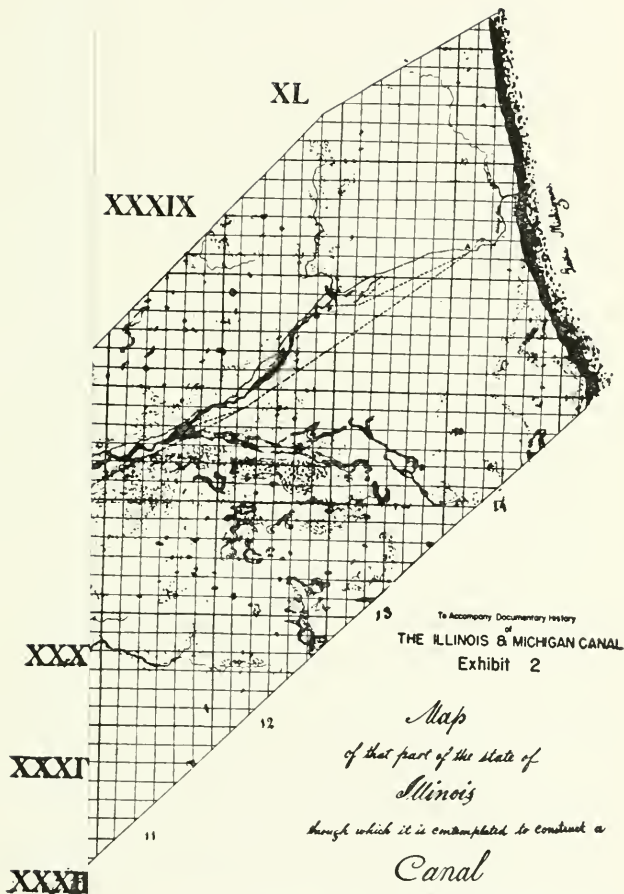 XL
XXXIX
Michigan
14
13
12
11
XXX
XXXI
To Accompany Documentary History
of
THE ILLINOIS & MICHIGAN CANAL
Exhibit 2
Map
of that part of the state of
Illinois
through which it is contemplated to construct a
Canal